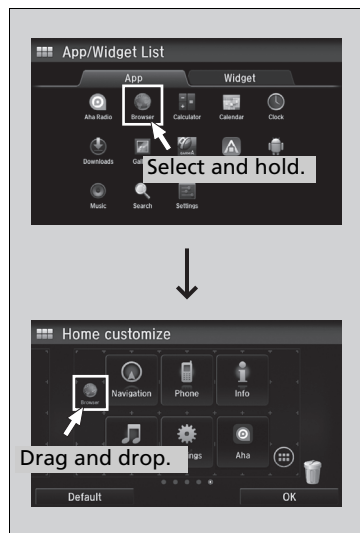 App/Widget List
App Widget
Aha Radio Browser Calculator Calendar Clock
Downloads
Select and hold.
Music Search Settings
Home customize
Browser Navigation Phone Info
Drag and drop.
ngs Aha
Default OK